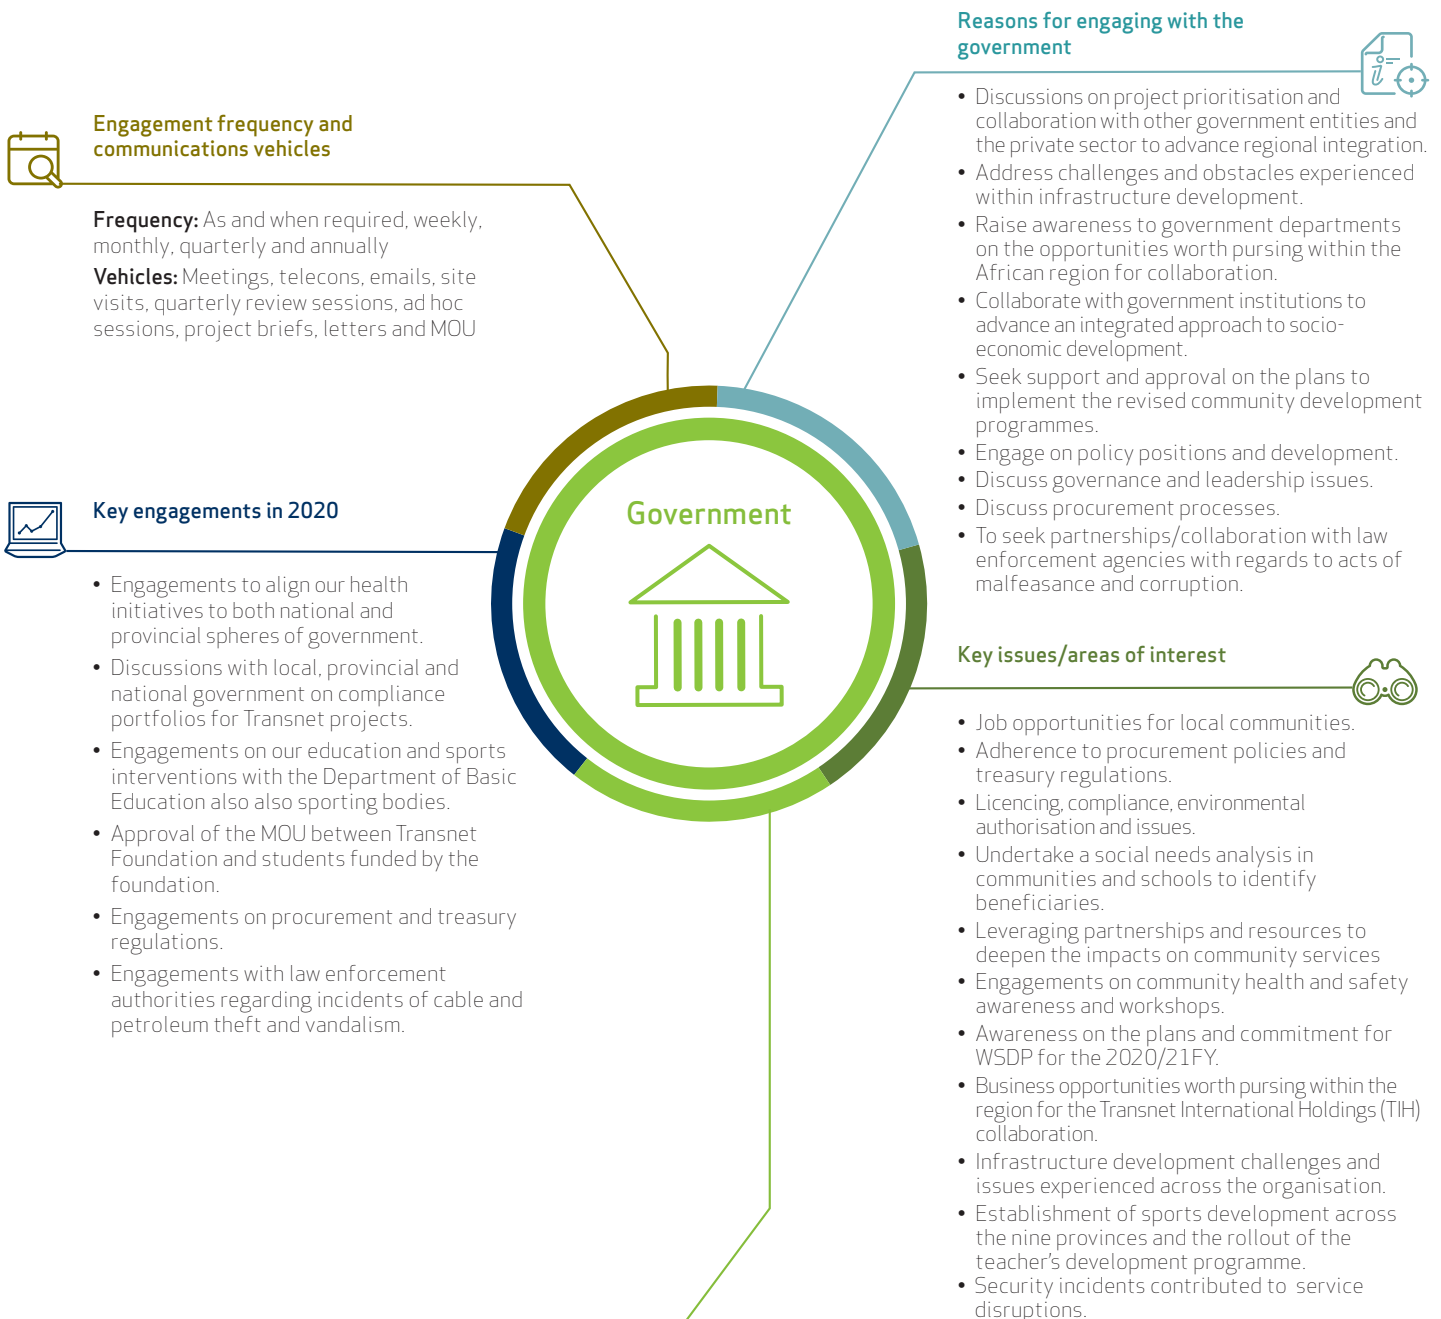 Engagement frequency and
communications vehicles
Frequency: As and when required, weekly,
monthly, quarterly and annually
Vehicles: Meetings, telecons, emails, site
visits, quarterly review sessions, ad hoc
sessions, project briefs, letters and MOU
Key engagements in 2020
• Engagements to align our health
initiatives to both national and
provincial spheres of government.
• Discussions with local, provincial and
national government on compliance
portfolios for Transnet projects.
• Engagements on our education and sports
interventions with the Department of Basic
Education also also sporting bodies.
• Approval of the MOU between Transnet
Foundation and students funded by the
foundation.
• Engagements on procurement and treasury
regulations.
• Engagements with law enforcement
authorities regarding incidents of cable and
petroleum theft and vandalism.
Government
Reasons for engaging with the
government
• Discussions on project prioritisation and
collaboration with other government entities and
the private sector to advance regional integration.
• Address challenges and obstacles experienced
within infrastructure development.
• Raise awareness to government departments
on the opportunities worth pursing within the
African region for collaboration.
• Collaborate with government institutions to
advance an integrated approach to socio-
economic development.
• Seek support and approval on the plans to
implement the revised community development
programmes.
• Engage on policy positions and development.
• Discuss governance and leadership issues.
• Discuss procurement processes.
• To seek partnerships/collaboration with law
enforcement agencies with regards to acts of
malfeasance and corruption.
Key issues/areas of interest
• Job opportunities for local communities.
• Adherence to procurement policies and
treasury regulations.
• Licencing, compliance, environmental
authorisation and issues.
• Undertake a social needs analysis in
communities and schools to identify
beneficiaries.
• Leveraging partnerships and resources to
deepen the impacts on community services
• Engagements on community health and safety
awareness and workshops.
• Awareness on the plans and commitment for
WSDP for the 2020/21FY.
• Business opportunities worth pursing within the
region for the Transnet International Holdings (TIH)
collaboration.
• Infrastructure development challenges and
issues experienced across the organisation.
• Establishment of sports development across
the nine provinces and the rollout of the
teacher's development programme.
• Security incidents contributed to service
disruptions.